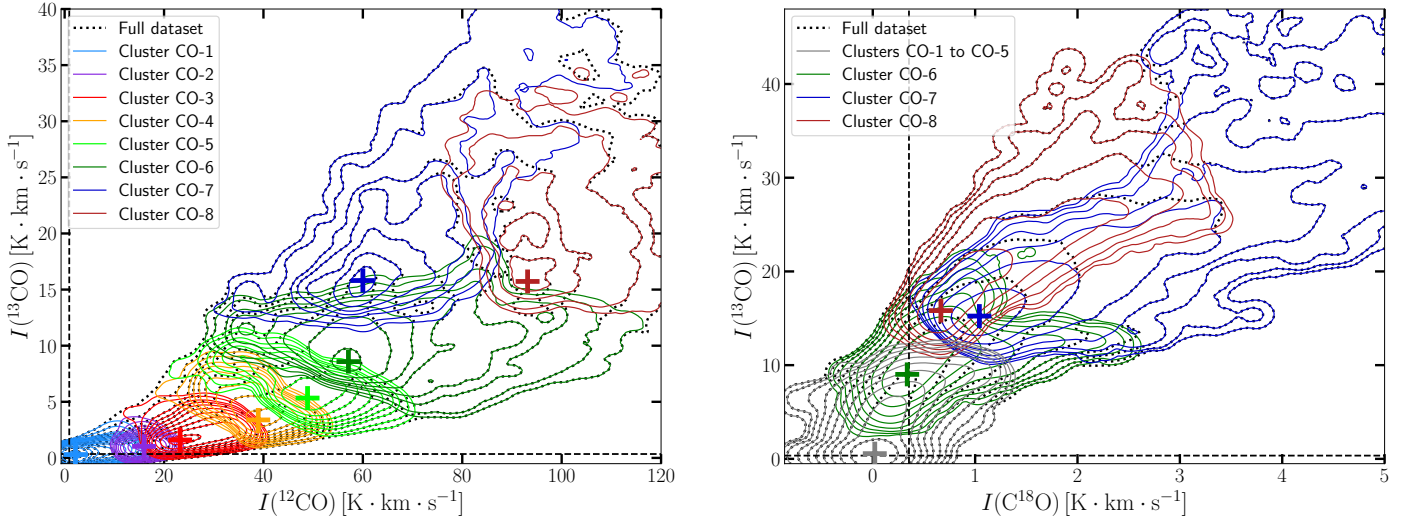 40
35
30
25
20
15
10
5
0
I(¹³CO) [K · km · s⁻¹]
Full dataset
Cluster CO-1
Cluster CO-2
Cluster CO-3
Cluster CO-4
Cluster CO-5
Cluster CO-6
Cluster CO-7
Cluster CO-8
0 20 40 60 80 100 120
I(¹²CO) [K · km · s⁻¹]
40
30
20
10
0
I(¹³CO) [K · km · s⁻¹]
Full dataset
Clusters CO-1 to CO-5
Cluster CO-6
Cluster CO-7
Cluster CO-8
0 1 2 3 4 5
I(C¹⁸O) [K · km · s⁻¹]